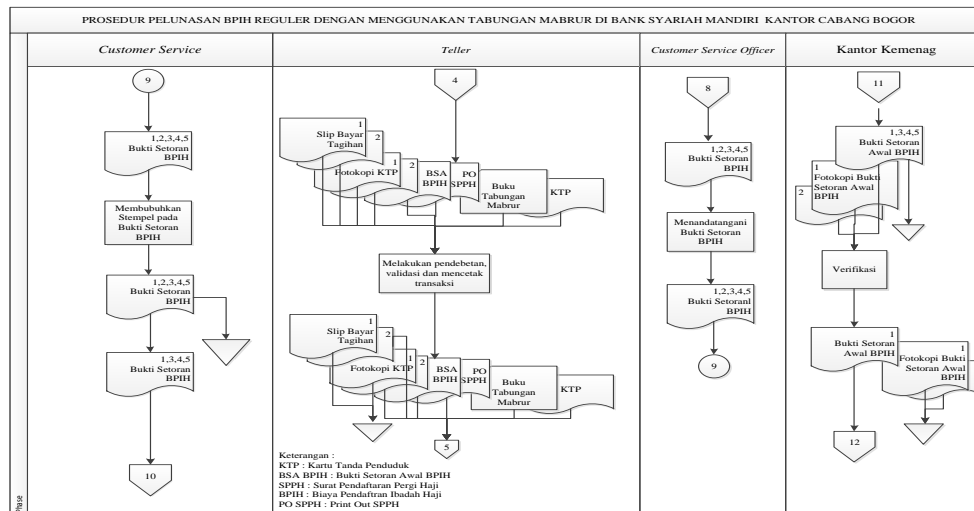 PROSEDUR PELUNASAN BPIH REGULER DENGAN MENGGUNAKAN TABUNGAN MABRUR DI BANK SYARIAH MANDIRI KANTOR CABANG BOGOR
Phase
Customer Service
9
1,2,3,4,5
Bukti Setoran
BPIH
Membubuhkan
Stempel pada
Bukti Setoran
BPIH
1,2,3,4,5
Bukti Setoran
BPIH
1,3,4,5
Bukti Setoran
BPIH
10
Teller
4
1
Slip Bayar
Tagihan
2
1
Fotokopi KTP
2
BSA
BPIH
PO
SPPH
Buku
Tabungan
Mabrur
KTP
Melakukan pendebetan,
validasi dan mencetak
transaksi
1
Slip Bayar
Tagihan
2
1
Fotokopi KTP
2
BSA
BPIH
PO
SPPH
Buku
Tabungan
Mabrur
KTP
5
Keterangan :
KTP : Kartu Tanda Penduduk
BSA BPIH : Bukti Setoran Awal BPIH
SPPH : Surat Pendaftaran Pergi Haji
BPIH : Biaya Pendaftran Ibadah Haji
PO SPPH : Print Out SPPH
Customer Service Officer
8
1,2,3,4,5
Bukti Setoran
BPIH
Menandatangani
Bukti Setoran
BPIH
1,2,3,4,5
Bukti Setoranl
BPIH
9
Kantor Kemenag
11
1,3,4,5
Bukti Setoran
Awal BPIH
1
Fotokopi Bukti
Setoran Awal
BPIH
2
Verifikasi
1
Bukti Setoran
Awal BPIH
1
Fotokopi Bukti
Setoran Awal
BPIH
12